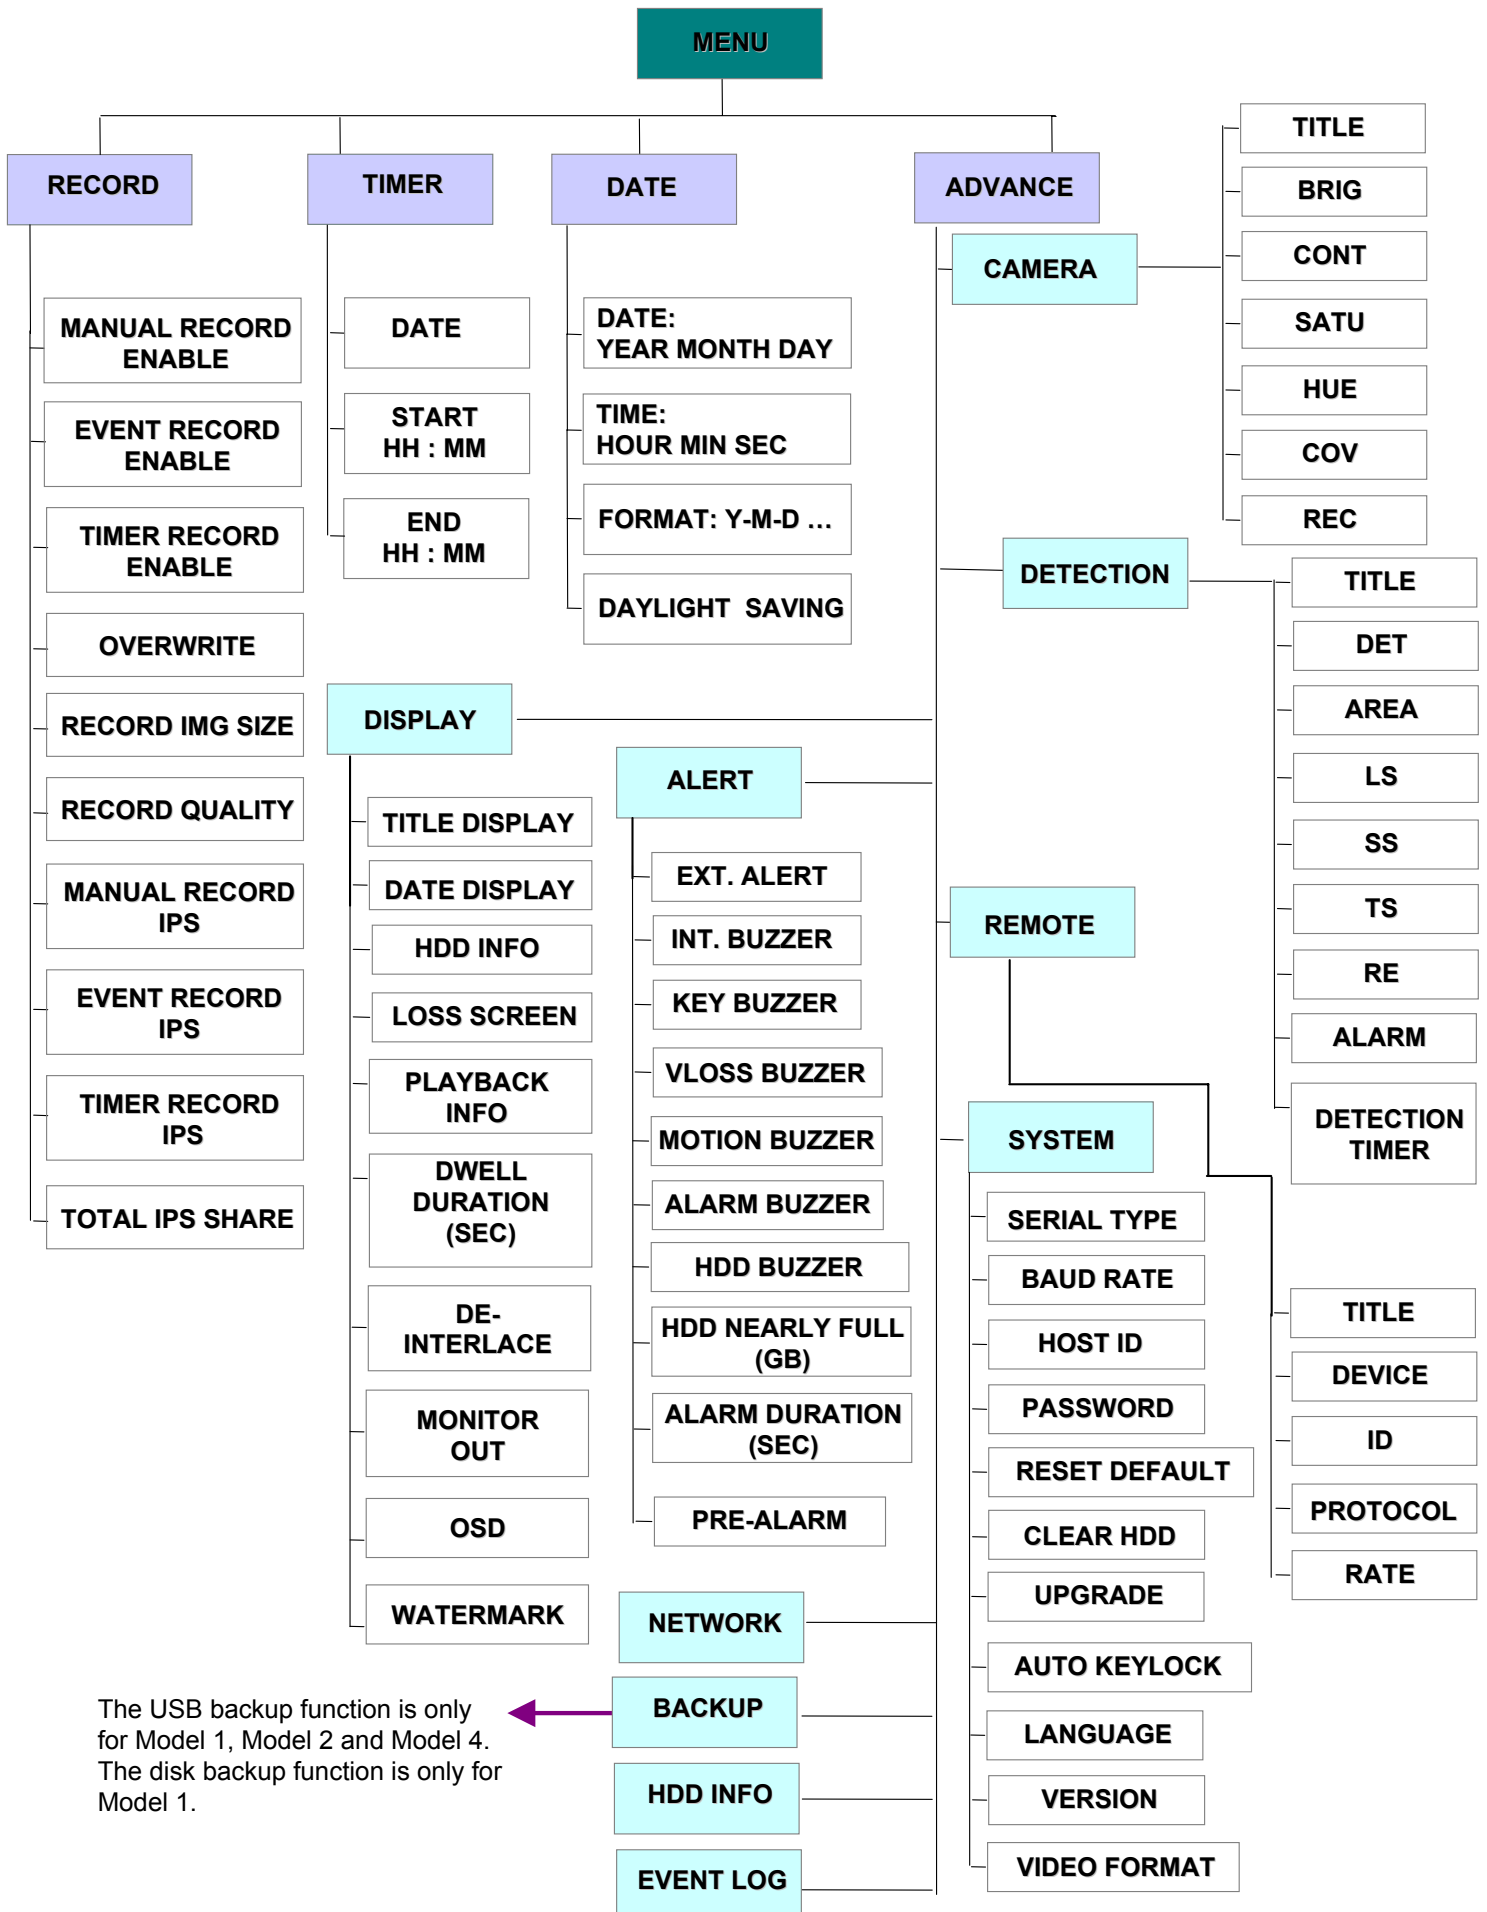 MENU
RECORD
MANUAL RECORD
ENABLE
EVENT RECORD
ENABLE
TIMER RECORD
ENABLE
OVERWRITE
RECORD IMG SIZE
RECORD QUALITY
MANUAL RECORD
IPS
EVENT RECORD
IPS
TIMER RECORD
IPS
TOTAL IPS SHARE
TIMER
DATE
START
HH : MM
END
HH : MM
DATE
DATE:
YEAR MONTH DAY
TIME:
HOUR MIN SEC
FORMAT: Y-M-D …
DAYLIGHT SAVING
ADVANCE
CAMERA
TITLE
BRIG
CONT
SATU
HUE
COV
REC
DETECTION
TITLE
DET
AREA
LS
SS
TS
RE
ALARM
DETECTION
TIMER
DISPLAY
TITLE DISPLAY
DATE DISPLAY
HDD INFO
LOSS SCREEN
PLAYBACK
INFO
DWELL
DURATION
(SEC)
DE-
INTERLACE
MONITOR
OUT
OSD
WATERMARK
ALERT
EXT. ALERT
INT. BUZZER
KEY BUZZER
VLOSS BUZZER
MOTION BUZZER
ALARM BUZZER
HDD BUZZER
HDD NEARLY FULL
(GB)
ALARM DURATION
(SEC)
PRE-ALARM
REMOTE
TITLE
DEVICE
ID
PROTOCOL
RATE
SYSTEM
SERIAL TYPE
BAUD RATE
HOST ID
PASSWORD
RESET DEFAULT
CLEAR HDD
UPGRADE
AUTO KEYLOCK
LANGUAGE
VERSION
VIDEO FORMAT
NETWORK
BACKUP
The USB backup function is only
for Model 1, Model 2 and Model 4.
The disk backup function is only for
Model 1.
HDD INFO
EVENT LOG